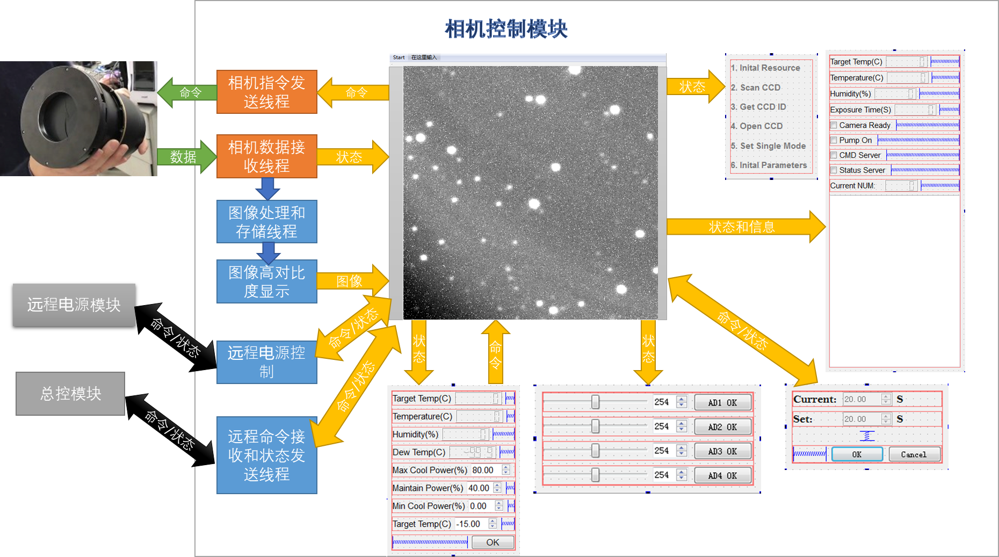 相机控制模块
Start 在这里输入
命令
相机指令发
送线程
命令
数据
相机数据接
收线程
状态
图像处理和
存储线程
图像高对比
度显示
图像
远程电源模块
命令/状态
远程电源控
制
命令/状态
总控模块
命令/状态
远程命令接
收和状态发
送线程
命令/状态
状态
1. Inital Resource
2. Scan CCD
3. Get CCD ID
4. Open CCD
5. Set Single Mode
6. Inital Parameters
状态和信息
Target Temp(C) 0
Temperature(C) 0
Humidity(%) 0
Exposure Time(S) 0
Camera Ready
Pump On
CMD Server
Status Server
Current NUM: 0
状态
命令
Target Temp(C) 0
Temperature(C) 0
Humidity(%) 0
Dew Temp(C) -99.9
Max Cool Power(%) 80.00
Maintain Power(%) 40.00
Min Cool Power(%) 0.00
Target Temp(C) -15.00
OK
状态
254 AD1 OK
254 AD2 OK
254 AD3 OK
254 AD4 OK
命令/状态
Current: 20.00 S
Set: 20.00 S
OK Cancel